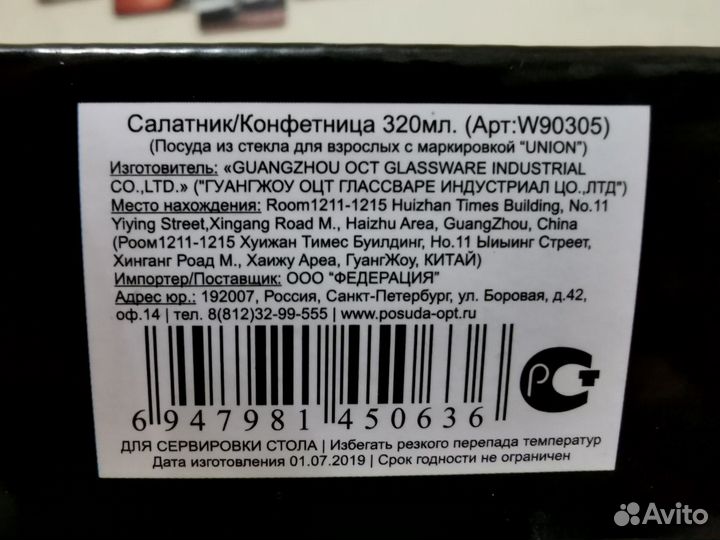 Салатник/Конфетница 320мл. (Арт:W90305)
(Посуда из стекла для взрослых с маркировкой "UNION")
Изготовитель: «GUANGZHOU OCT GLASSWARE INDUSTRIAL
CO.,LTD.» ("ГУАНГЖОУ ОЦТ ГЛАССВАРЕ ИНДУСТРИАЛ ЦО.,ЛТД")
Место нахождения: Room1211-1215 Huizhan Times Building, No.11
Yiying Street,Xingang Road M., Haizhu Area, GuangZhou, China
(Роом1211-1215 Хуижан Тимес Буилдинг, Но.11 Ыиыинг Стреет,
Хинганг Роад М., Хаижу Ареа, ГуангЖоу, КИТАЙ)
Импортер/Поставщик: ООО "ФЕДЕРАЦИЯ"
Адрес юр.: 192007, Россия, Санкт-Петербург, ул. Боровая, д.42,
оф.14 | тел. 8(812)32-99-555 | www.posuda-opt.ru
6 947981 450636
РСТ
ДЛЯ СЕРВИРОВКИ СТОЛА | Избегать резкого перепада температур
Дата изготовления 01.07.2019 | Срок годности не ограничен
Avito